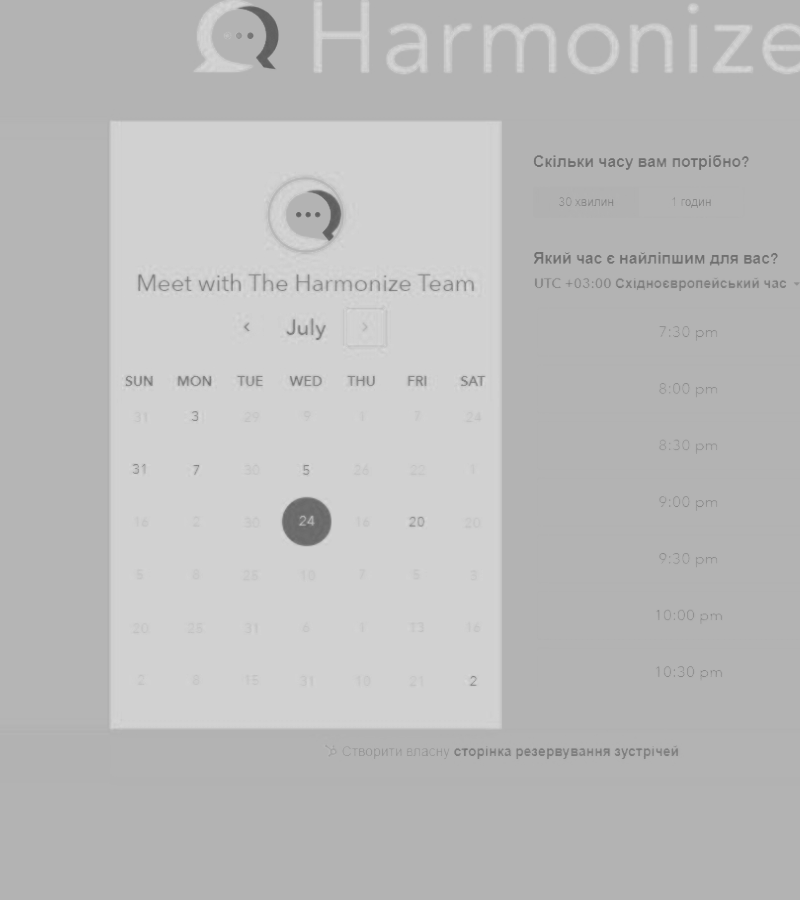 Harmonize
Meet with The Harmonize Team
July
SUN MON TUE WED THU FRI SAT
31 3 29 9 1 7 24
31 7 30 5 26 22 1
16 2 30 24 16 20 20
5 8 25 10 7 5 3
20 25 31 6 1 13 16
2 8 15 31 10 21 2
Скільки часу вам потрібно?
30 хвилин 1 годин
Який час є найліпшим для вас?
UTC +03:00 Східноєвропейський час
7:30 pm
8:00 pm
8:30 pm
9:00 pm
9:30 pm
10:00 pm
10:30 pm
Створити власну сторінка резервування зустрічей